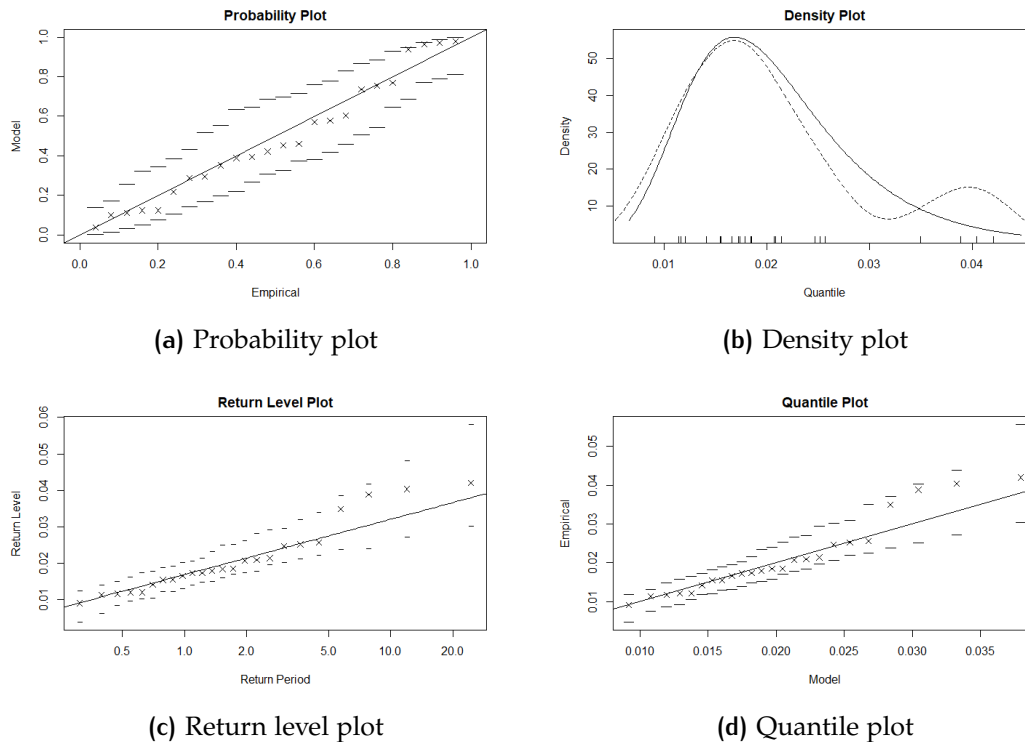 Probability Plot
Model
0.0 0.2 0.4 0.6 0.8 1.0
0.0 0.2 0.4 0.6 0.8 1.0
Empirical
(a) Probability plot
Density Plot
Density
10 20 30 40 50
0.01 0.02 0.03 0.04
Quantile
(b) Density plot
Return Level Plot
Return Level
0.01 0.02 0.03 0.04 0.05 0.06
0.5 1.0 2.0 5.0 10.0 20.0
Return Period
(c) Return level plot
Quantile Plot
Empirical
0.01 0.02 0.03 0.04 0.05
0.010 0.015 0.020 0.025 0.030 0.035
Model
(d) Quantile plot